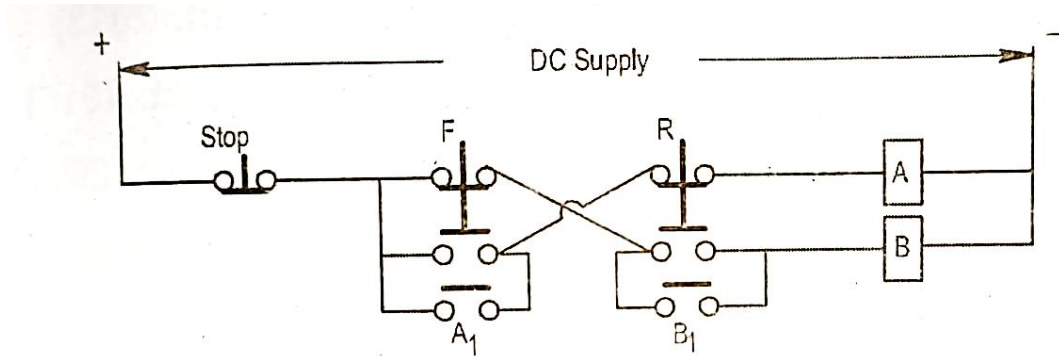 + −
DC Supply
Stop F R
A
B
A₁ B₁